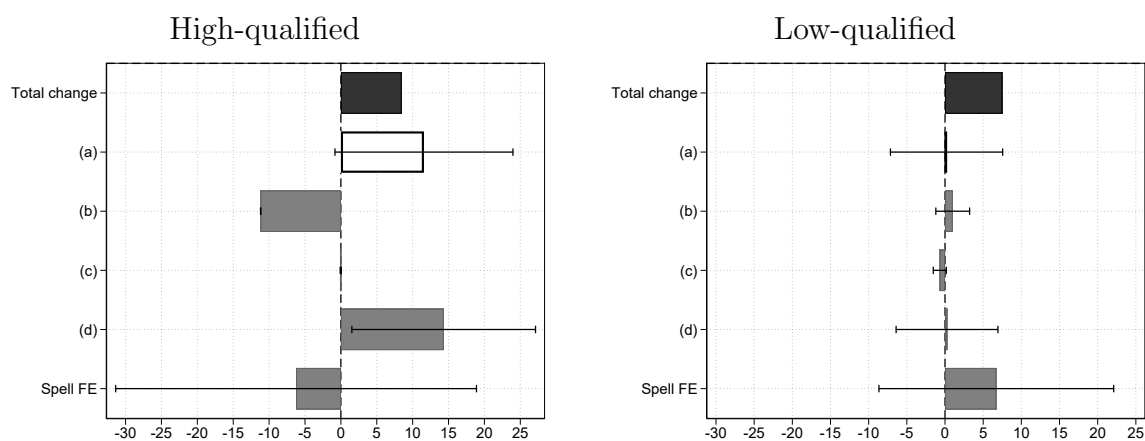 High-qualified
Total change
(a)
(b)
(c)
(d)
Spell FE
-30 -25 -20 -15 -10 -5 0 5 10 15 20 25
Low-qualified
Total change
(a)
(b)
(c)
(d)
Spell FE
-30 -25 -20 -15 -10 -5 0 5 10 15 20 25